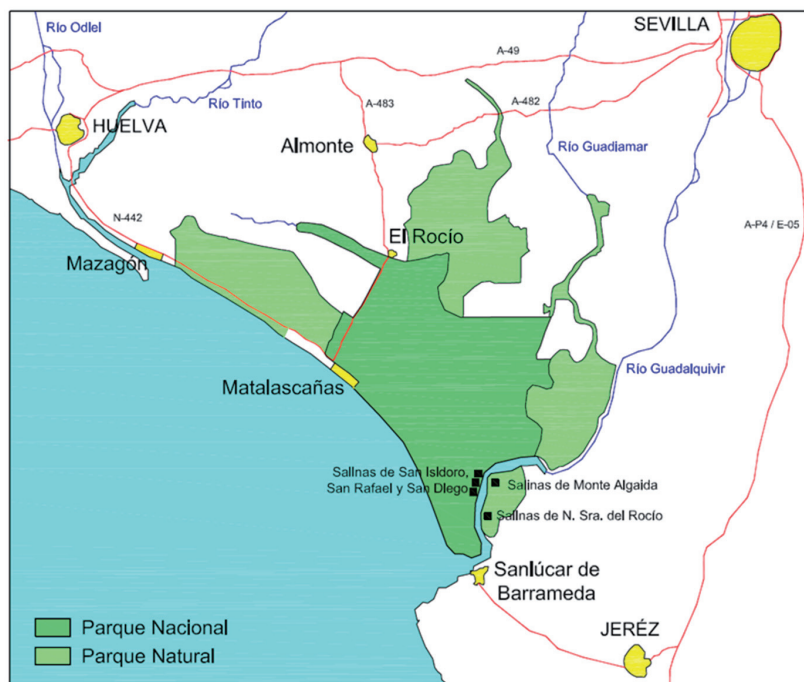 Río Odiel
SEVILLA
A-49
Río Tinto
A-483
A-482
HUELVA
Almonte
Río Guadiamar
N-442
El Rocío
A-P4 / E-05
Mazagón
Río Guadalquivir
Matalascañas
Salinas de San Isidoro,
San Rafael y San Diego
Salinas de Monte Algaida
Salinas de N. Sra. del Rocío
Sanlúcar de
Barrameda
Parque Nacional
JERÉZ
Parque Natural